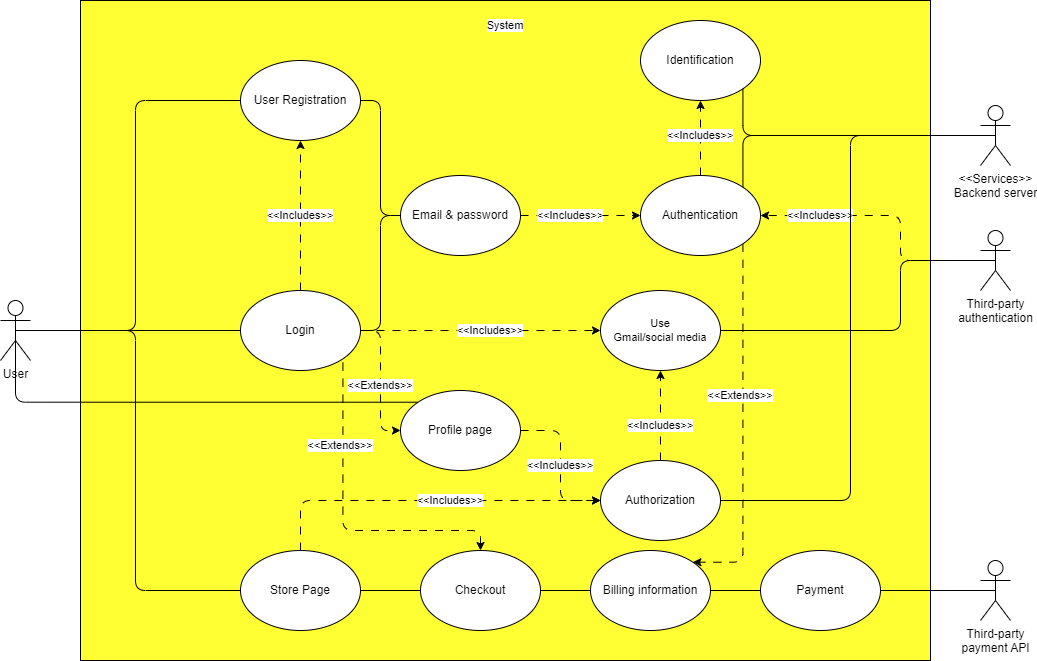 System
Identification
User Registration
<<Includes>>
<<Services>>
Backend server
<<Includes>>
Email & password
<<Includes>>
Authentication
<<Includes>>
Third-party
authentication
Login
<<Includes>>
Use
Gmail/social media
User
<<Extends>>
<<Extends>>
Profile page
<<Includes>>
<<Extends>>
<<Includes>>
<<Includes>>
Authorization
Store Page
Checkout
Billing information
Payment
Third-party
payment API